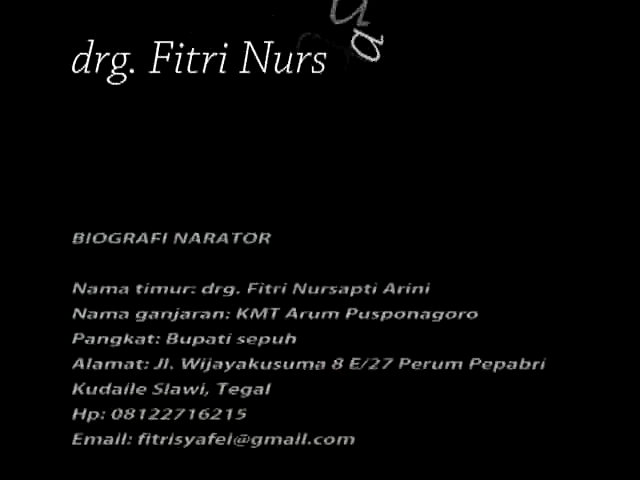 drg. Fitri Nurs a
BIOGRAFI NARATOR
Nama timur: drg. Fitri Nursapti Arini
Nama ganjaran: KMT Arum Pusponagoro
Pangkat: Bupati sepuh
Alamat: Jl. Wijayakusuma 8 E/27 Perum Pepabri
Kudaile Slawi, Tegal
Hp: 08122716215
Email: fitrisyafei@gmail.com